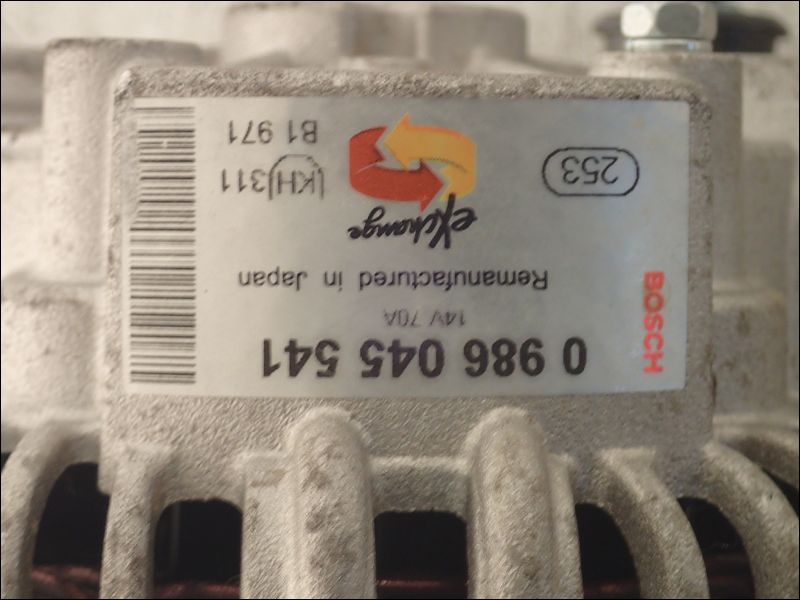 BOSCH
0 986 045 541
14V 70A
Remanufactured in Japan
eXchange
253
(KH)311
B1 971